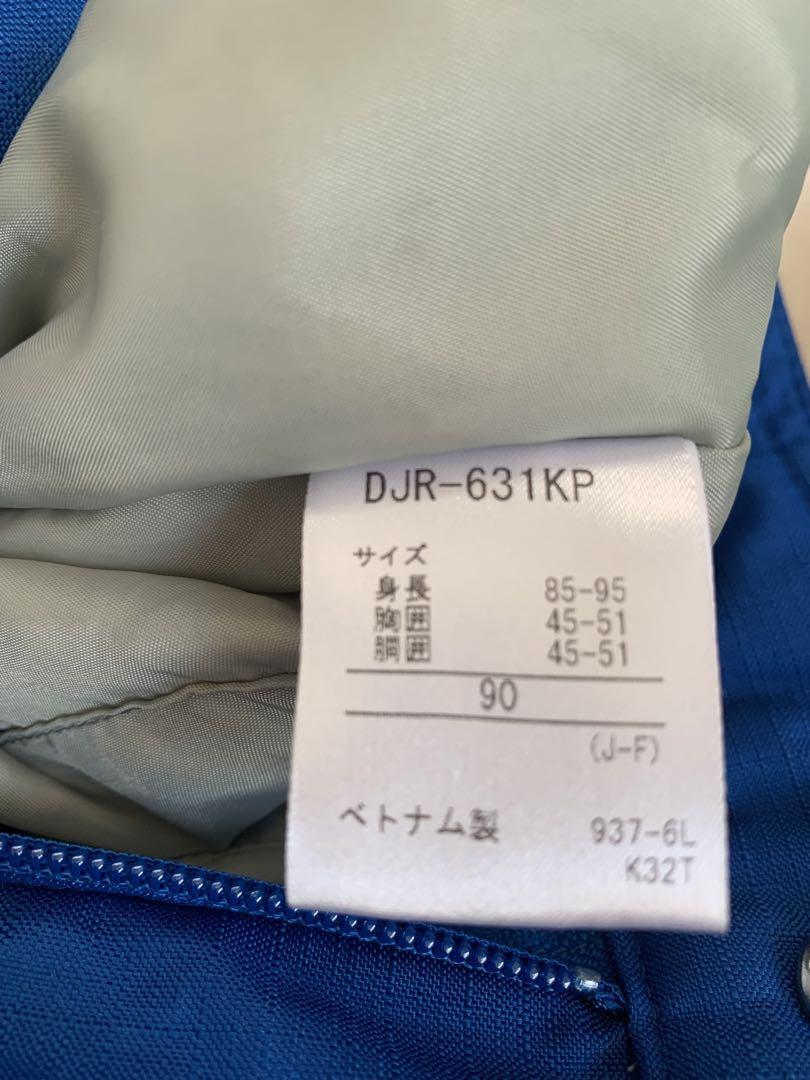 DJR-631KP
サイズ
身長 85-95
胸囲 45-51
胴囲 45-51
90
(J-F)
ベトナム製 937-6L
K32T